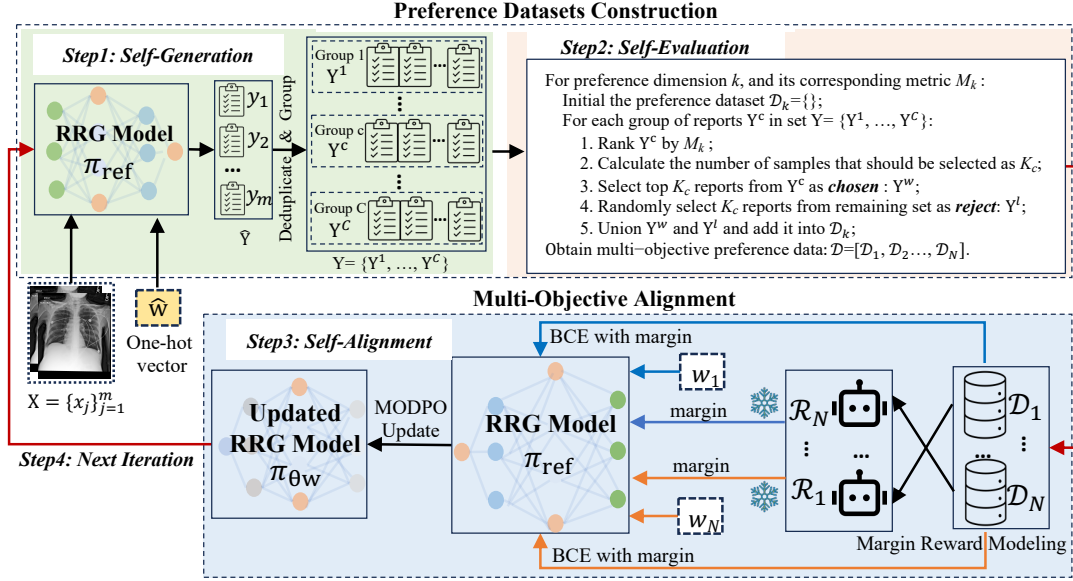 Preference Datasets Construction
Step1: Self-Generation
RRG Model
π_ref
y_1
y_2
...
y_m
Ŷ
Deduplicate & Group
Group 1
Y^1
...
Group c
Y^c
...
Group C
Y^C
...
Y= {Y^1, …, Y^C}
ŵ
One-hot
vector
X = {x_j}_{j=1}^m
Step2: Self-Evaluation
For preference dimension k, and its corresponding metric M_k :
Initial the preference dataset 𝒟_k={};
For each group of reports Y^c in set Y= {Y^1, …, Y^C}:
1. Rank Y^c by M_k ;
2. Calculate the number of samples that should be selected as K_c;
3. Select top K_c reports from Y^c as chosen : Y^w;
4. Randomly select K_c reports from remaining set as reject: Y^l;
5. Union Y^w and Y^l and add it into 𝒟_k;
Obtain multi−objective preference data: 𝒟=[𝒟_1, 𝒟_2..., 𝒟_N].
Multi-Objective Alignment
Step3: Self-Alignment
Updated
RRG Model
π_θw
Step4: Next Iteration
MODPO
Update
RRG Model
π_ref
BCE with margin
w_1
margin
margin
w_N
BCE with margin
ℛ_N
...
ℛ_1
𝒟_1
...
𝒟_N
Margin Reward Modeling